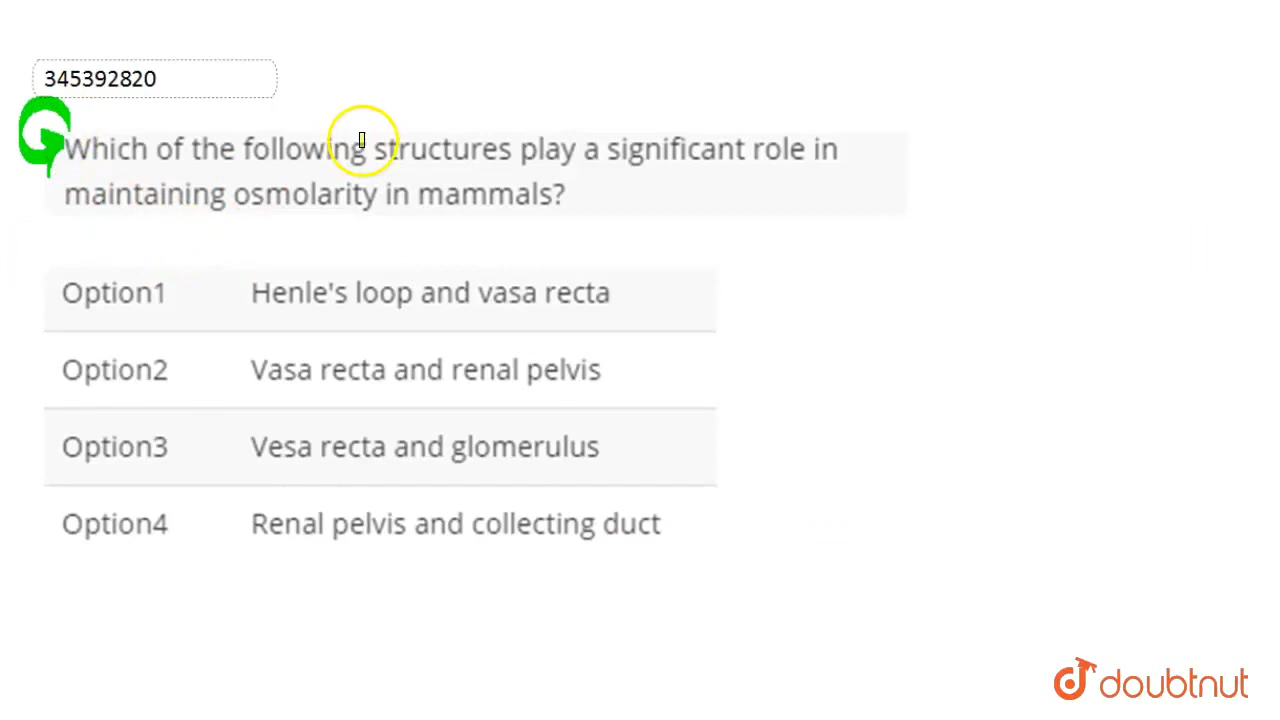 345392820
Which of the following structures play a significant role in
maintaining osmolarity in mammals?
Option1 Henle's loop and vasa recta
Option2 Vasa recta and renal pelvis
Option3 Vesa recta and glomerulus
Option4 Renal pelvis and collecting duct
doubtnut